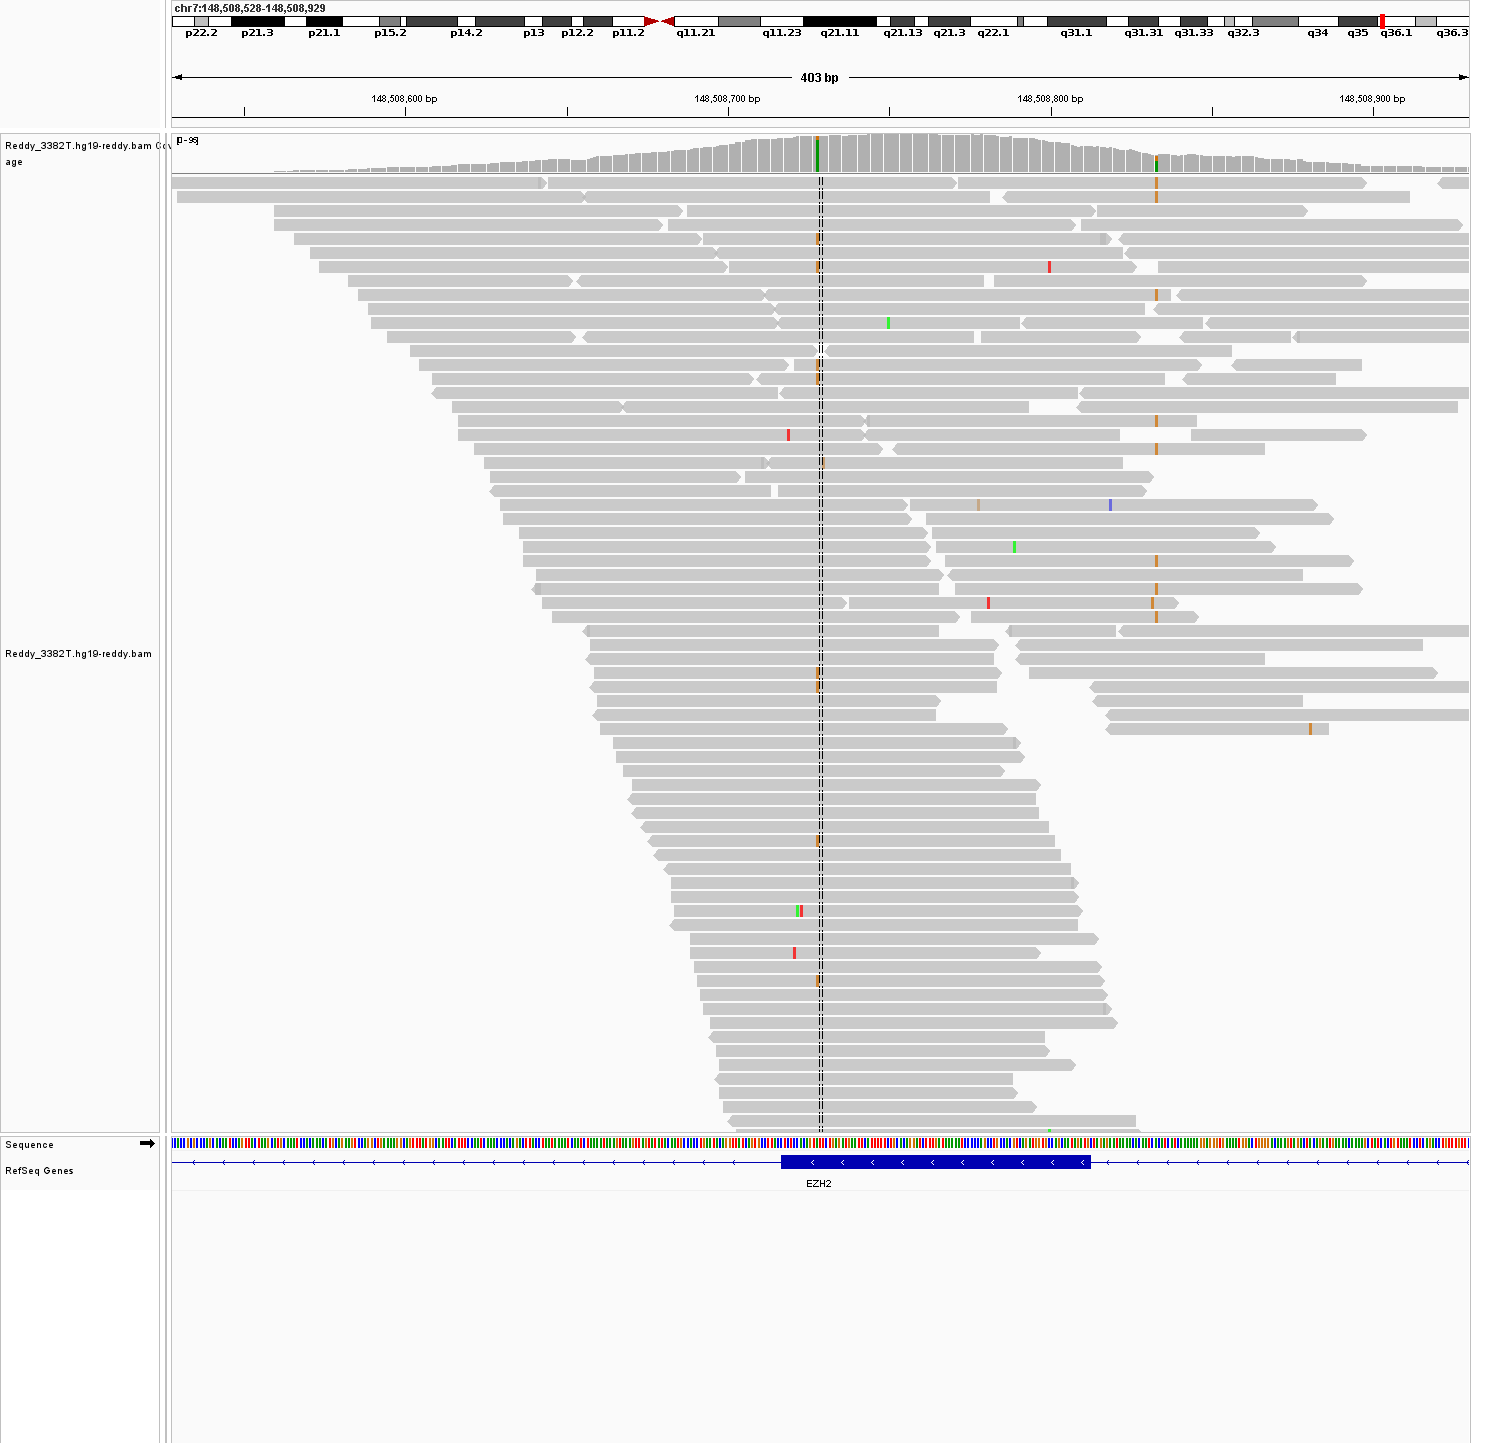 chr7:148,508,528-148,508,929
p22.2 p21.3 p21.1 p15.2 p14.2 p13 p12.2 p11.2 q11.21 q11.23 q21.11 q21.13 q21.3 q22.1 q31.1 q31.31 q31.33 q32.3 q34 q35 q36.1 q36.3
403 bp
148,508,600 bp 148,508,700 bp 148,508,800 bp 148,508,900 bp
Reddy_3382T.hg19-reddy.bam Cov
age
[0-95]
Reddy_3382T.hg19-reddy.bam
Sequence
RefSeq Genes
EZH2